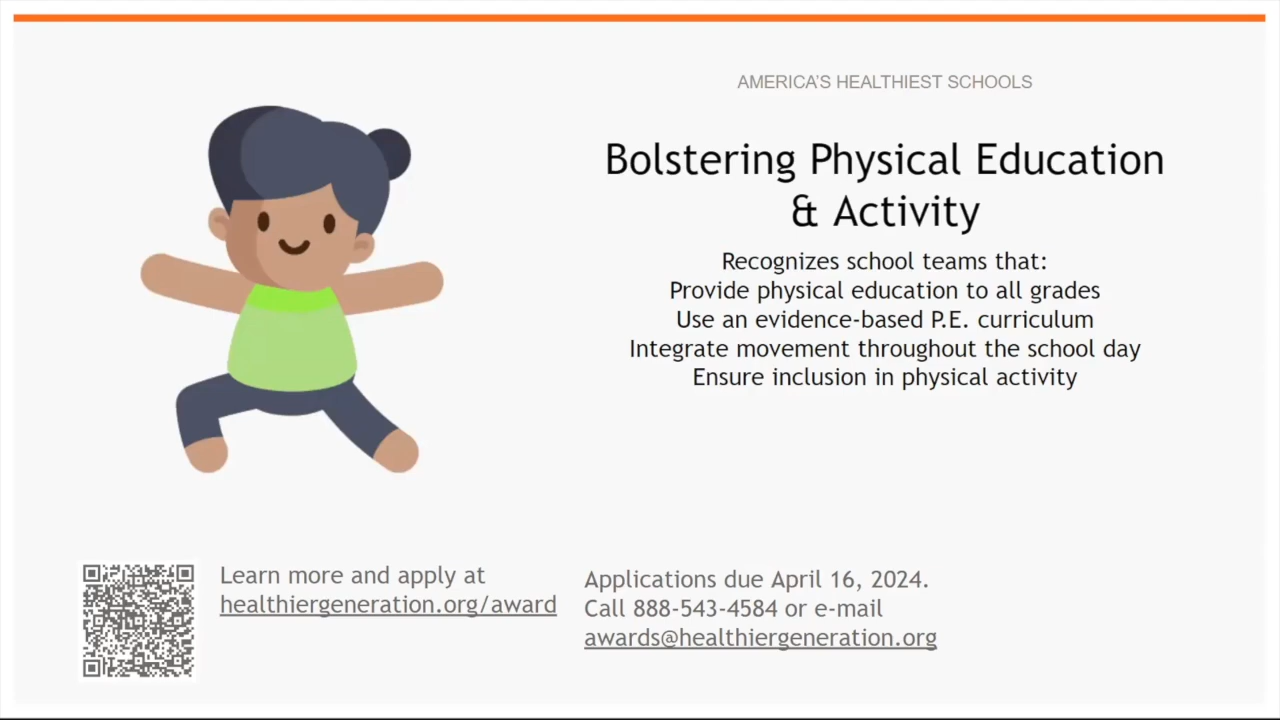 AMERICA'S HEALTHIEST SCHOOLS
Bolstering Physical Education
& Activity
Recognizes school teams that:
Provide physical education to all grades
Use an evidence-based P.E. curriculum
Integrate movement throughout the school day
Ensure inclusion in physical activity
Learn more and apply at
healthiergeneration.org/award
Applications due April 16, 2024.
Call 888-543-4584 or e-mail
awards@healthiergeneration.org